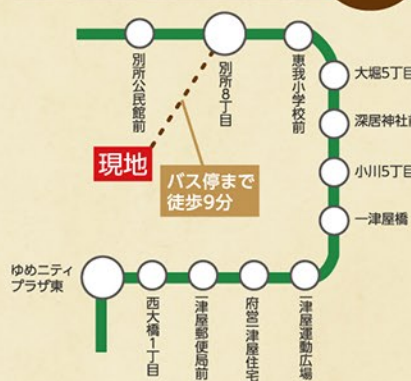 別所公民館前
別所8丁目
恵我小学校前
大堀5丁目
深居神社前
小川5丁目
一津屋橋
現地
バス停まで
徒歩9分
ゆめニティ
プラザ東
西大橋1丁目
一津屋郵便局前
府営一津屋住宅
一津屋運動広場